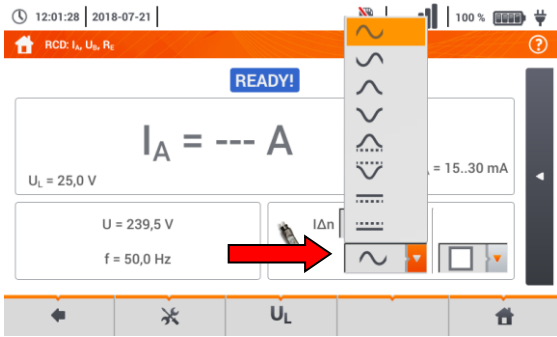 12:01:28 2018-07-21 100 %
RCD: IA, UB, RE
READY!
IA = --- A
UL = 25,0 V
= 15..30 mA
U = 239,5 V
IΔn
f = 50,0 Hz
UL